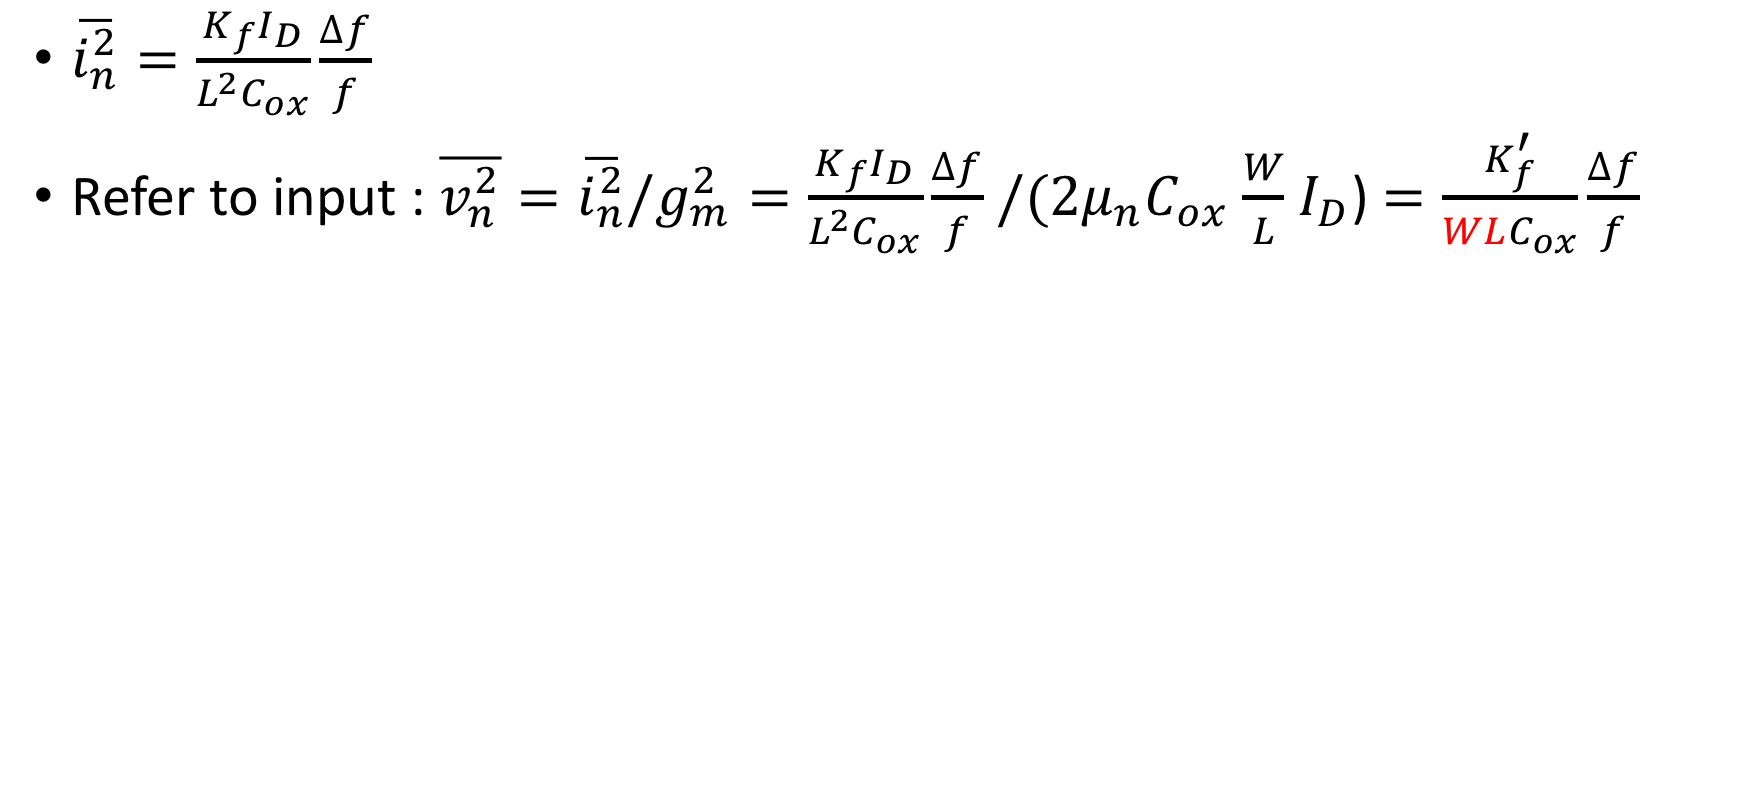 • $\overline{i_n^2} = \frac{K_f I_D}{L^2 C_{ox}} \frac{\Delta f}{f}$
• Refer to input : $\overline{v_n^2} = \overline{i_n^2}/g_m^2 = \frac{K_f I_D}{L^2 C_{ox}} \frac{\Delta f}{f} /(2\mu_n C_{ox} \frac{W}{L} I_D) = \frac{K_f'}{WLC_{ox}} \frac{\Delta f}{f}$